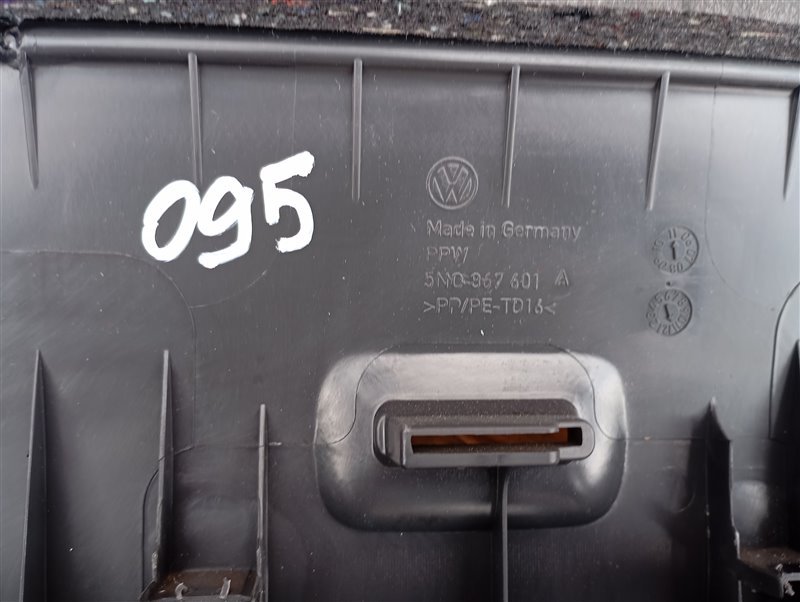 095
Made in Germany
PPW
5N0 867 601 A
>PP/PE-TD16<